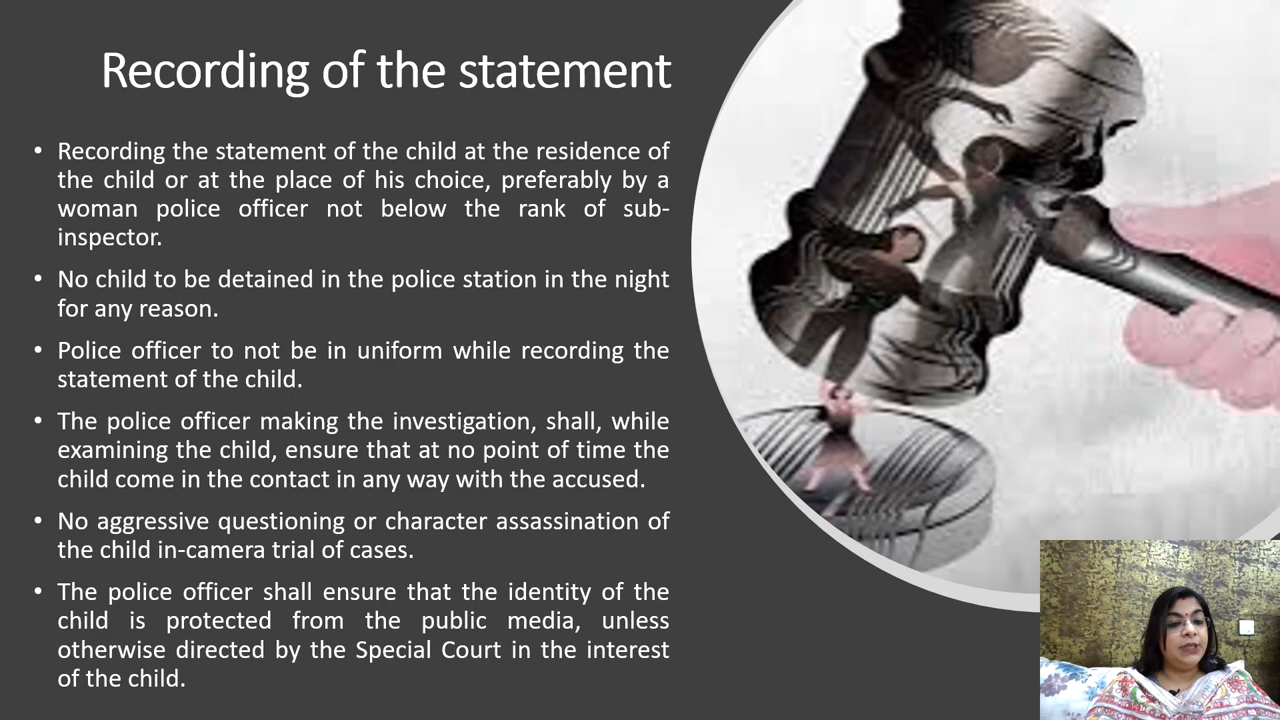 Recording of the statement
• Recording the statement of the child at the residence of
the child or at the place of his choice, preferably by a
woman police officer not below the rank of sub-
inspector.
• No child to be detained in the police station in the night
for any reason.
• Police officer to not be in uniform while recording the
statement of the child.
• The police officer making the investigation, shall, while
examining the child, ensure that at no point of time the
child come in the contact in any way with the accused.
• No aggressive questioning or character assassination of
the child in-camera trial of cases.
• The police officer shall ensure that the identity of the
child is protected from the public media, unless
otherwise directed by the Special Court in the interest
of the child.